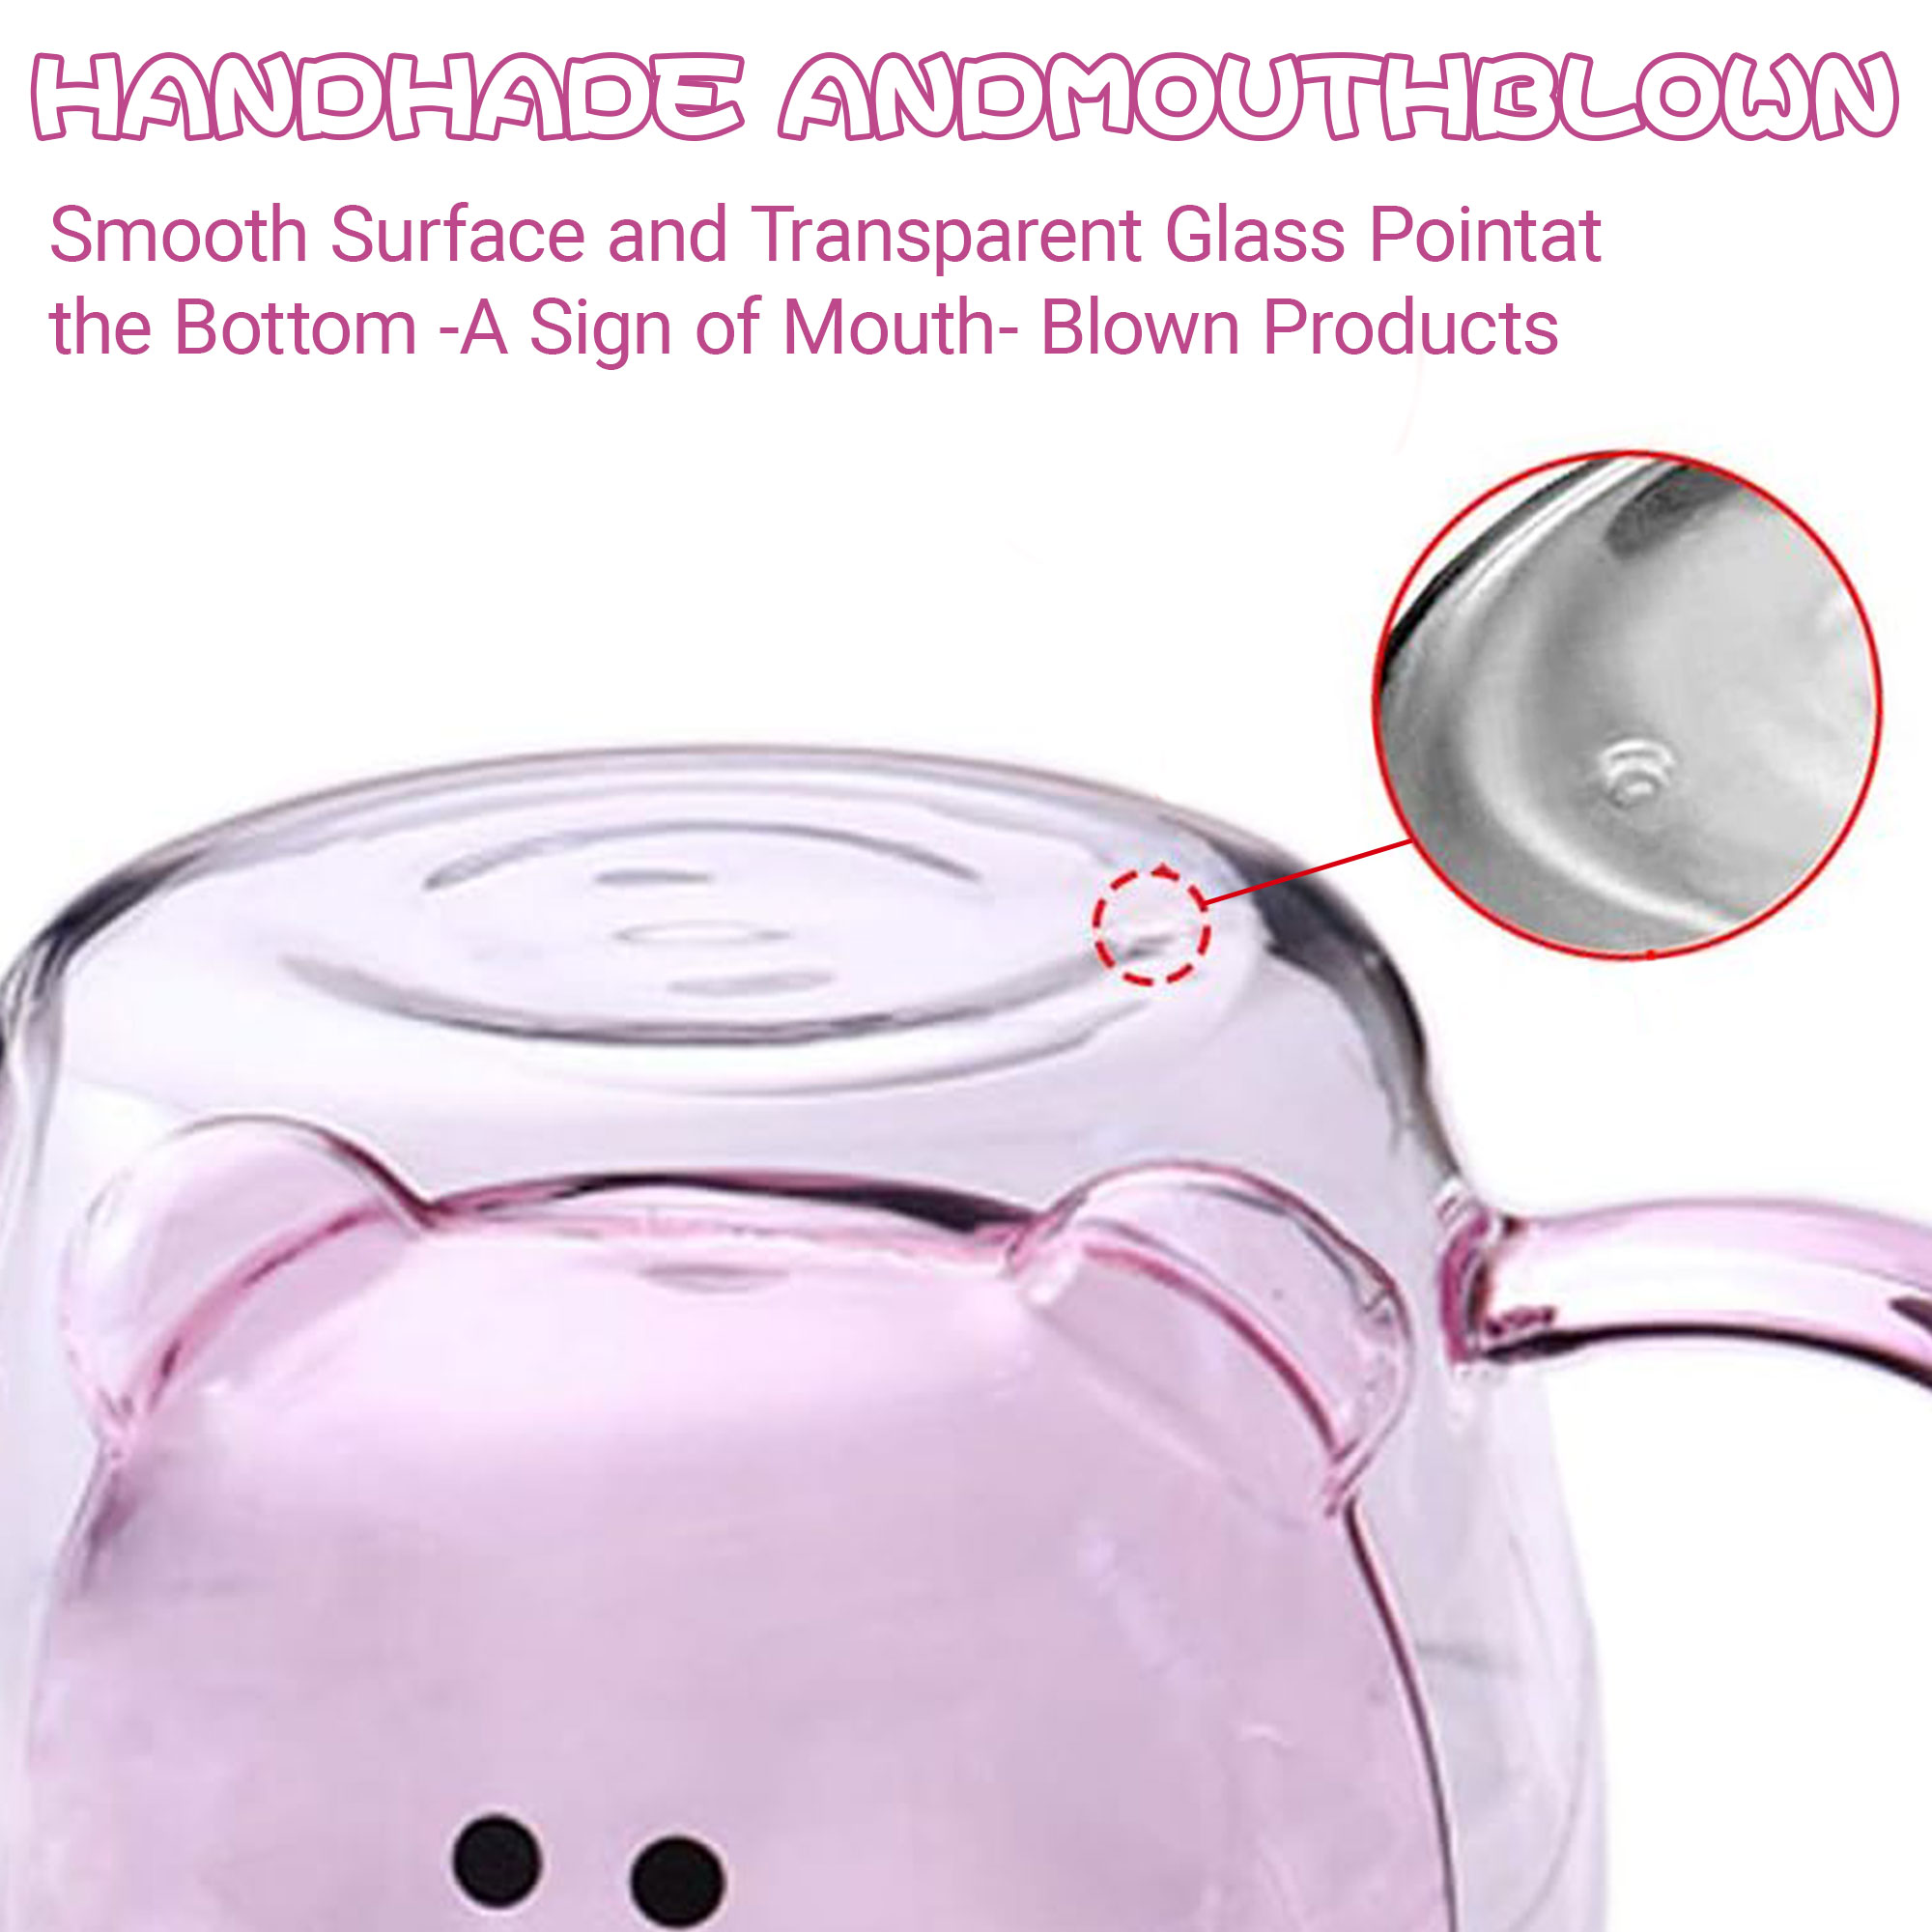 HANDHADE ANDMOUTHBLOWN
Smooth Surface and Transparent Glass Pointat
the Bottom -A Sign of Mouth- Blown Products